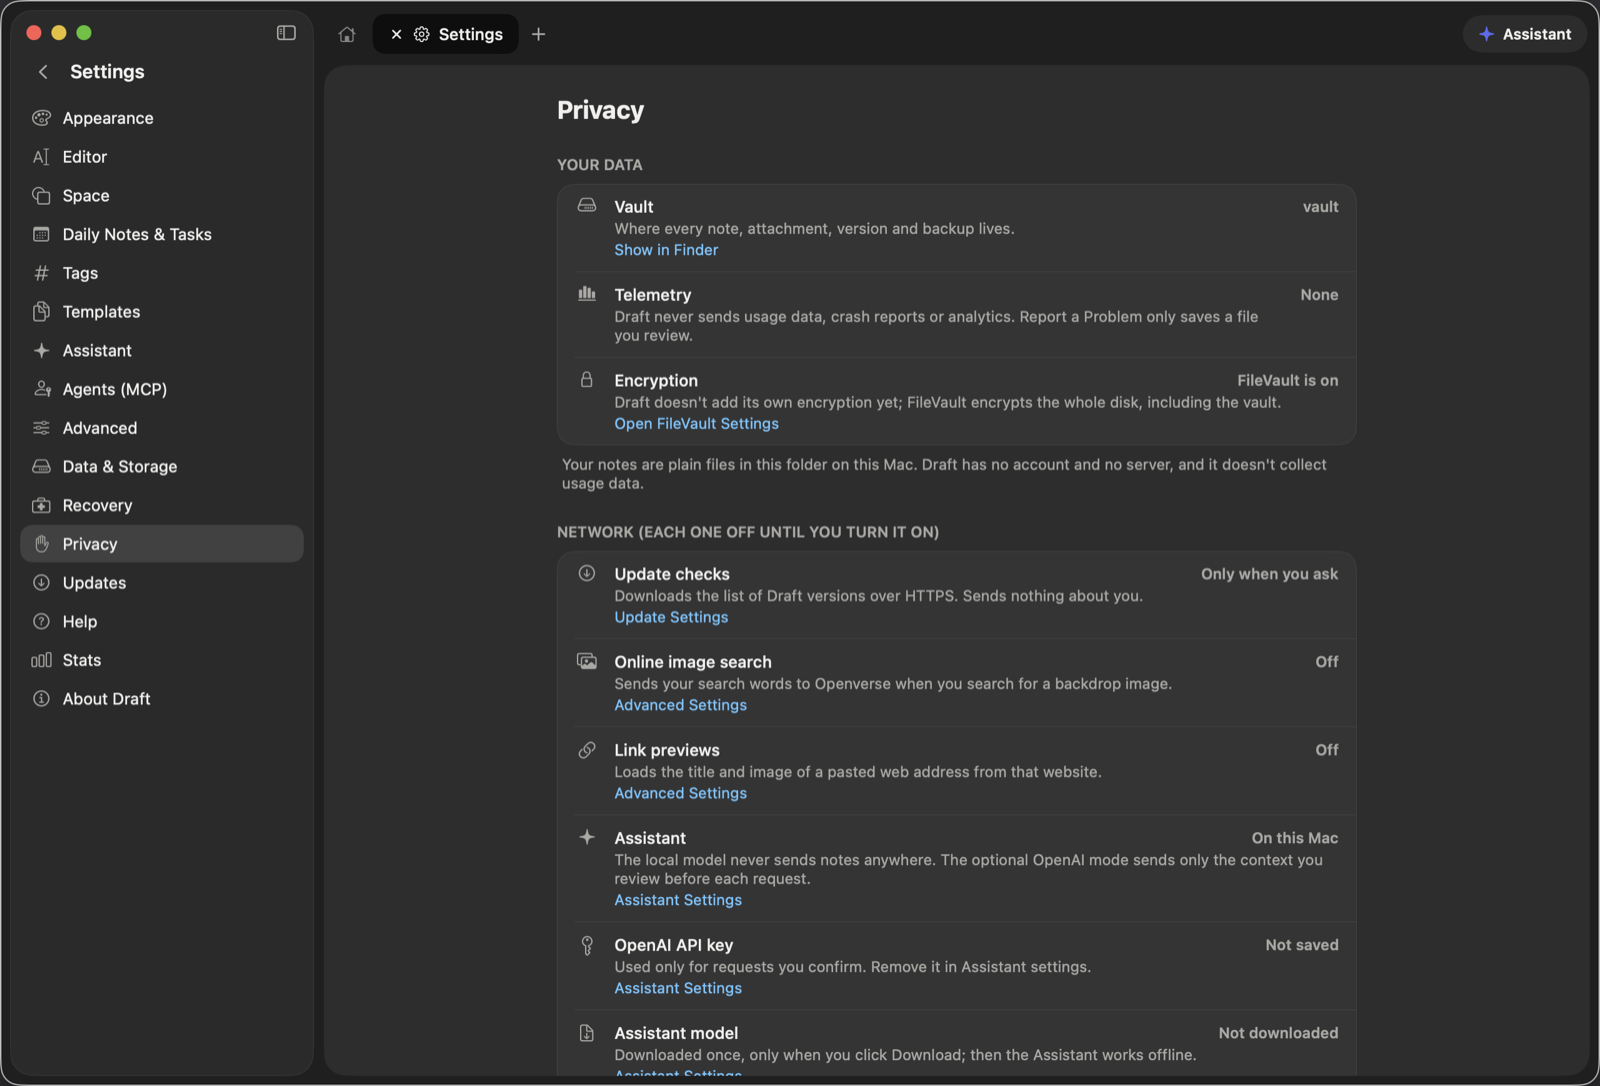 Settings
Assistant
Settings
Appearance
Editor
Space
Daily Notes & Tasks
Tags
Templates
Assistant
Agents (MCP)
Advanced
Data & Storage
Recovery
Privacy
Updates
Help
Stats
About Draft
Privacy
YOUR DATA
Vault
vault
Where every note, attachment, version and backup lives.
Show in Finder
Telemetry
None
Draft never sends usage data, crash reports or analytics. Report a Problem only saves a file
you review.
Encryption
FileVault is on
Draft doesn't add its own encryption yet; FileVault encrypts the whole disk, including the vault.
Open FileVault Settings
Your notes are plain files in this folder on this Mac. Draft has no account and no server, and it doesn't collect
usage data.
NETWORK (EACH ONE OFF UNTIL YOU TURN IT ON)
Update checks
Only when you ask
Downloads the list of Draft versions over HTTPS. Sends nothing about you.
Update Settings
Online image search
Off
Sends your search words to Openverse when you search for a backdrop image.
Advanced Settings
Link previews
Off
Loads the title and image of a pasted web address from that website.
Advanced Settings
Assistant
On this Mac
The local model never sends notes anywhere. The optional OpenAI mode sends only the context you
review before each request.
Assistant Settings
OpenAI API key
Not saved
Used only for requests you confirm. Remove it in Assistant settings.
Assistant Settings
Assistant model
Not downloaded
Downloaded once, only when you click Download; then the Assistant works offline.
Assistant Settings